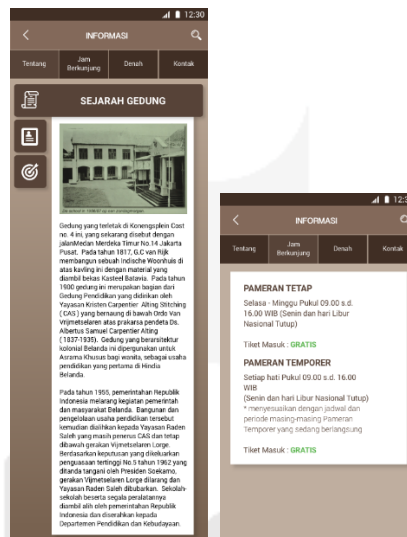 12:30
INFORMASI
Tentang
Jam
Berkunjung
Denah
Kontak
SEJARAH GEDUNG
Gedung yang terletak di Konengsplein Cost
no. 4 ini, yang sekarang disebut dengan
jalanMedan Merdeka Timur No.14 Jakarta
Pusat. Pada tahun 1817, G.C van Rijk
membangun sebuah Indische Woonhuis di
atas kavling ini dengan material yang
diambil bekas Kasteel Batavia. Pada tahun
1900 gedung ini merupakan bagian dari
Gedung Pendidikan yang didirikan oleh
Yayasan Kristen Carpentier Alting Stitching
( CAS ) yang bernaung di bawah Ordo Van
Vrijmetselaren atas prakarsa pendeta Ds.
Albertus Samuel Carpentier Alting
( 1837-1935). Gedung yang berarsitektur
kolonial Belanda ini dipergunakan untuk
Asrama Khusus bagi wanita, sebagai usaha
pendidikan yang pertama di Hindia
Belanda.
Pada tahun 1955, pemerintahan Republik
Indonesia melarang kegiatan pemerintah
dan masyarakat Belanda. Bangunan dan
pengelolaan usaha pendidikan tersebut
kemudian dialihkan kepada Yayasan Raden
Saleh yang masih penerus CAS dan tetap
dibawah gerakan Vijmetselaren Lorge.
Berdasarkan keputusan yang dikeluarkan
penguasaan tertinggi No.5 tahun 1962 yang
ditanda tangani oleh Presiden Soekarno,
gerakan Vijmetselaren Lorge dilarang dan
Yayasan Raden Saleh dibubarkan. Sekolah-
sekolah beserta segala peralatannya
diambil alih oleh pemerintahan Republik
Indonesia dan diserahkan kepada
Departemen Pendidikan dan Kebudayaan.
12:3
INFORMASI
Tentang
Jam
Berkunjung
Denah
Kontak
PAMERAN TETAP
Selasa - Minggu Pukul 09.00 s.d.
16.00 WIB (Senin dan hari Libur
Nasional Tutup)
Tiket Masuk : GRATIS
PAMERAN TEMPORER
Setiap hati Pukul 09.00 s.d. 16.00
WIB
(Senin dan hari Libur Nasional Tutup)
* menyesuaikan dengan jadwal dan
periode masing-masing Pameran
Temporer yang sedang berlangsung
Tiket Masuk : GRATIS